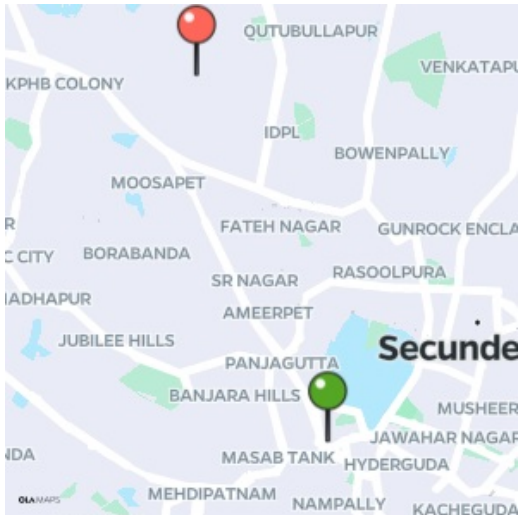 QUTUBULLAPUR
VENKATAPU
KPHB COLONY
IDPL
BOWENPALLY
MOOSAPET
R
FATEH NAGAR
GUNROCK ENCLA
C CITY
BORABANDA
RASOOLPURA
SR NAGAR
IADHAPUR
AMEERPET
JUBILEE HILLS
Secunde
PANJAGUTTA
BANJARA HILLS
MUSHEER
JAWAHAR NAGAR
NDA
MASAB TANK
HYDERGUDA
MEHDIPATNAM
OLA MAPS
NAMPALLY
KACHEGUDA